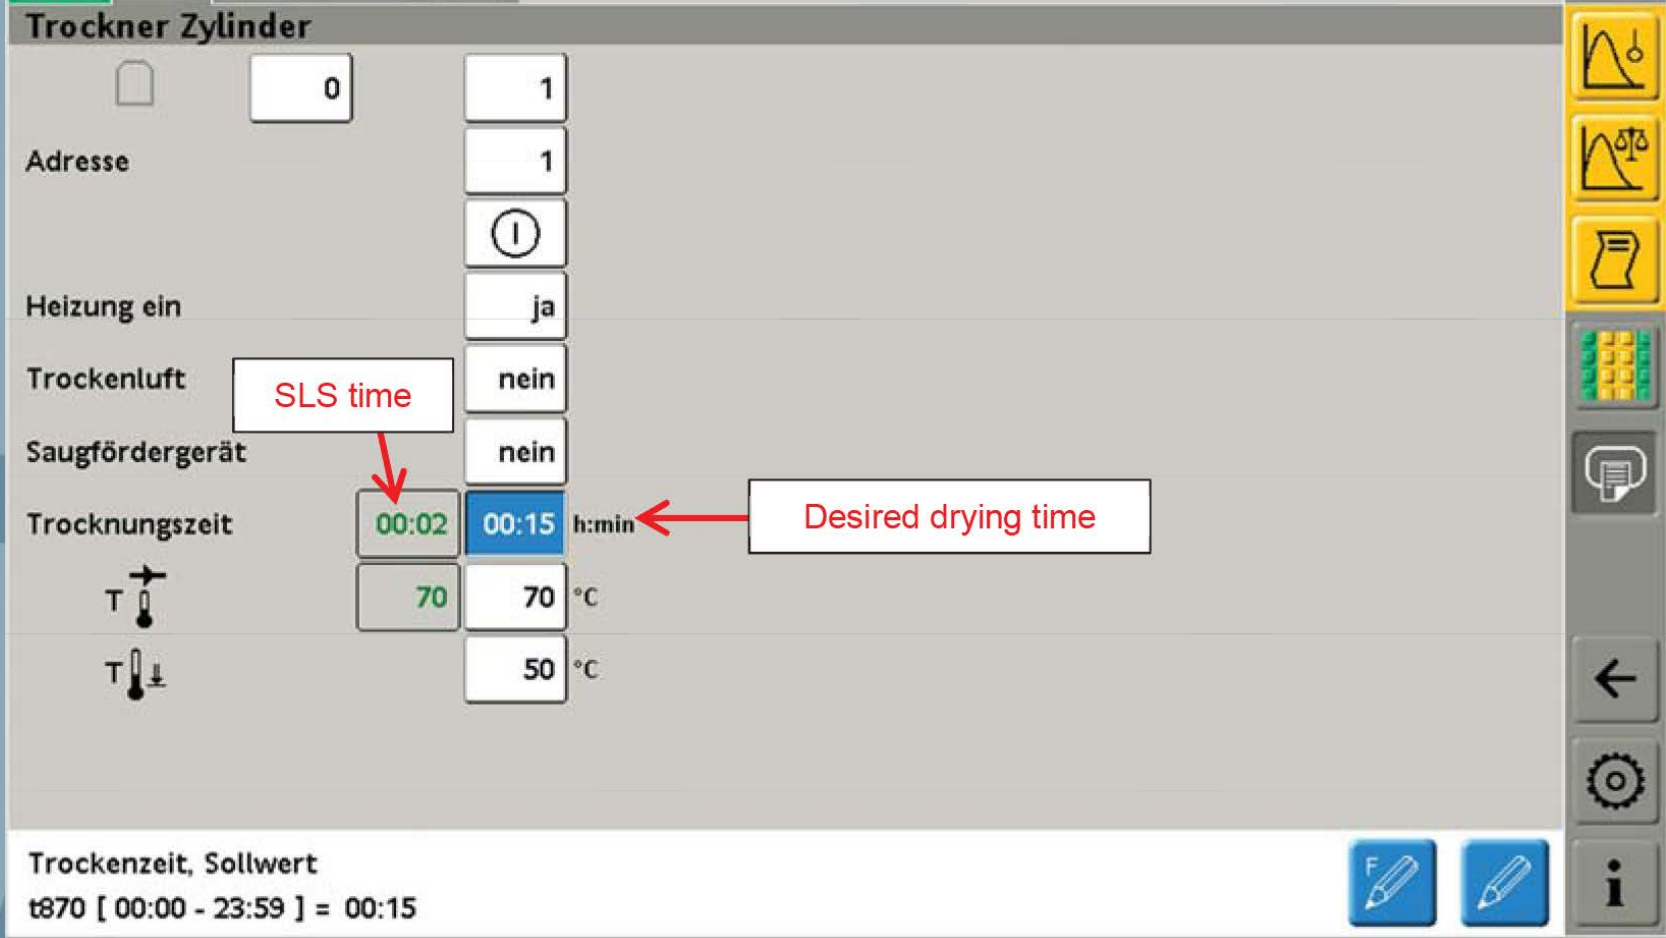 Trockner Zylinder
0 1
Adresse 1
Heizung ein ja
Trockenluft nein
SLS time
Saugfördergerät nein
Trocknungszeit 00:02 00:15 h:min
Desired drying time
T 70 70 °C
T 50 °C
Trockenzeit, Sollwert
t870 [ 00:00 - 23:59 ] = 00:15
F
i